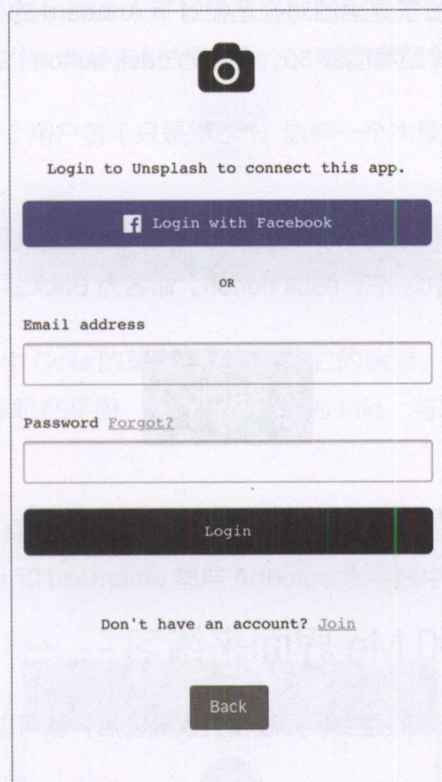 Login to Unsplash to connect this app.
Login with Facebook
OR
Email address
Password Forgot?
Login
Don't have an account? Join
Back